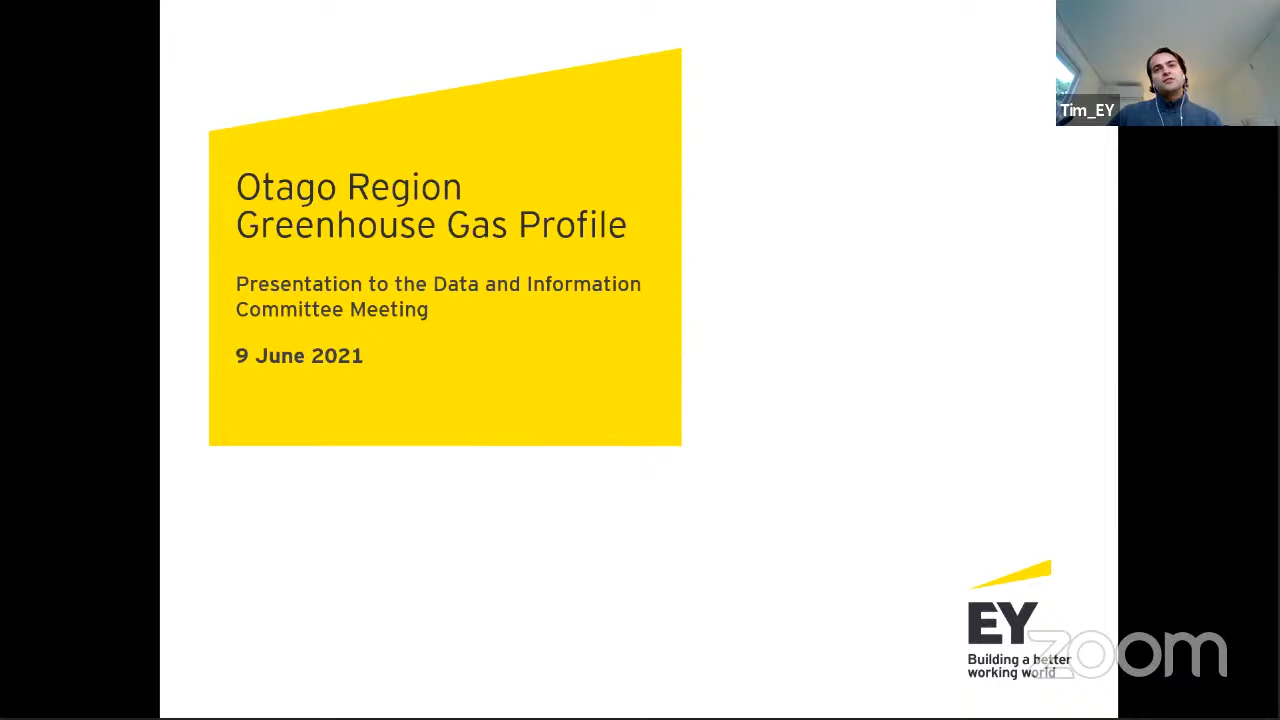 Otago Region
Greenhouse Gas Profile
Presentation to the Data and Information
Committee Meeting
9 June 2021
Tim_EY
EY
Building a better
working world
zoom